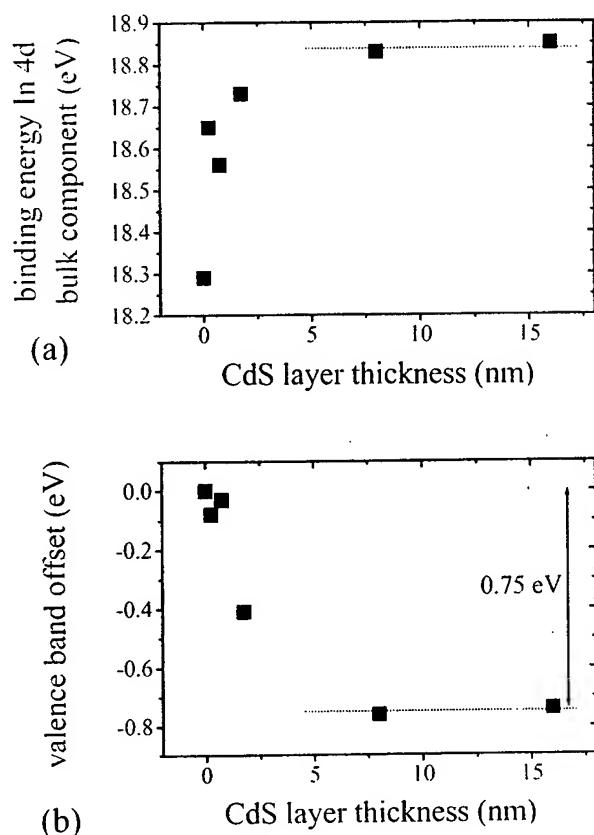 18.9
18.8
18.7
18.6
18.5
18.4
18.3
18.2
binding energy In 4d
bulk component (eV)
0 5 10 15
(a)
CdS layer thickness (nm)
0.0
-0.2
-0.4
-0.6
-0.8
valence band offset (eV)
0.75 eV
0 5 10 15
(b)
CdS layer thickness (nm)